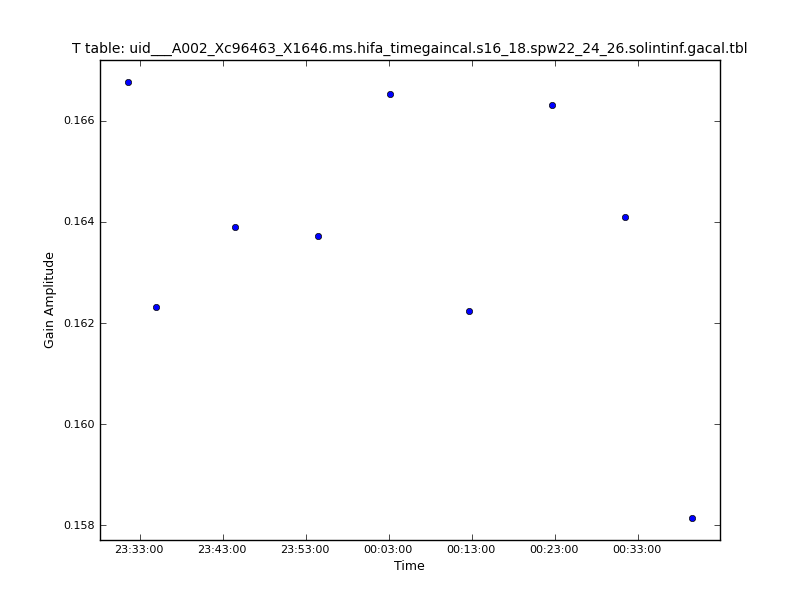 T table: uid___A002_Xc96463_X1646.ms.hifa_timegaincal.s16_18.spw22_24_26.solintinf.gacal.tbl
0.166
0.164
0.162
0.160
0.158
Gain Amplitude
23:33:00 23:43:00 23:53:00 00:03:00 00:13:00 00:23:00 00:33:00
Time